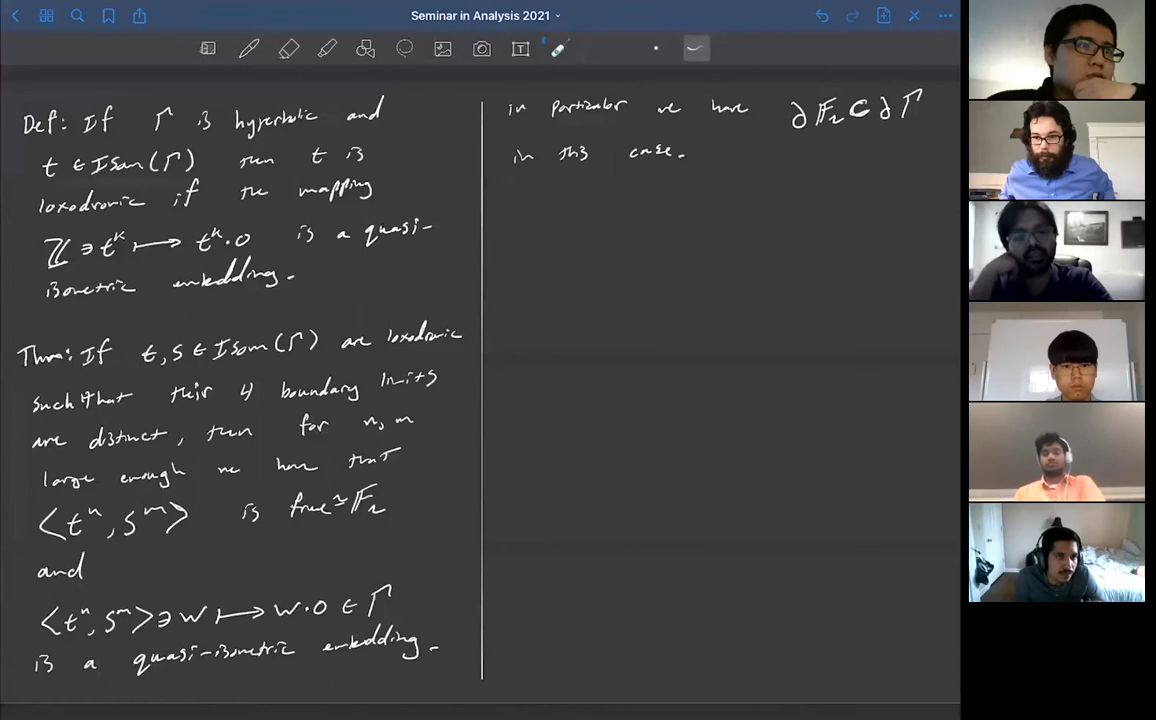 Seminar in Analysis 2021
Def: If Γ is hyperbolic and
t ∈ Isom(Γ) then t is
loxodromic if the mapping
ℤ ∋ t^k ⟼ t^k · o is a quasi-
isometric embedding.
Thm: If t, s ∈ Isom(Γ) are loxodromic
such that their 4 boundary limits
are distinct, then for n, m
large enough we have that
<t^n, s^m> is free ≃ 𝔽₂
and
<t^n, s^m> ∋ w ⟼ w · o ∈ Γ
is a quasi-isometric embedding.
in particular we have ∂𝔽₂ ⊂ ∂Γ
in this case.